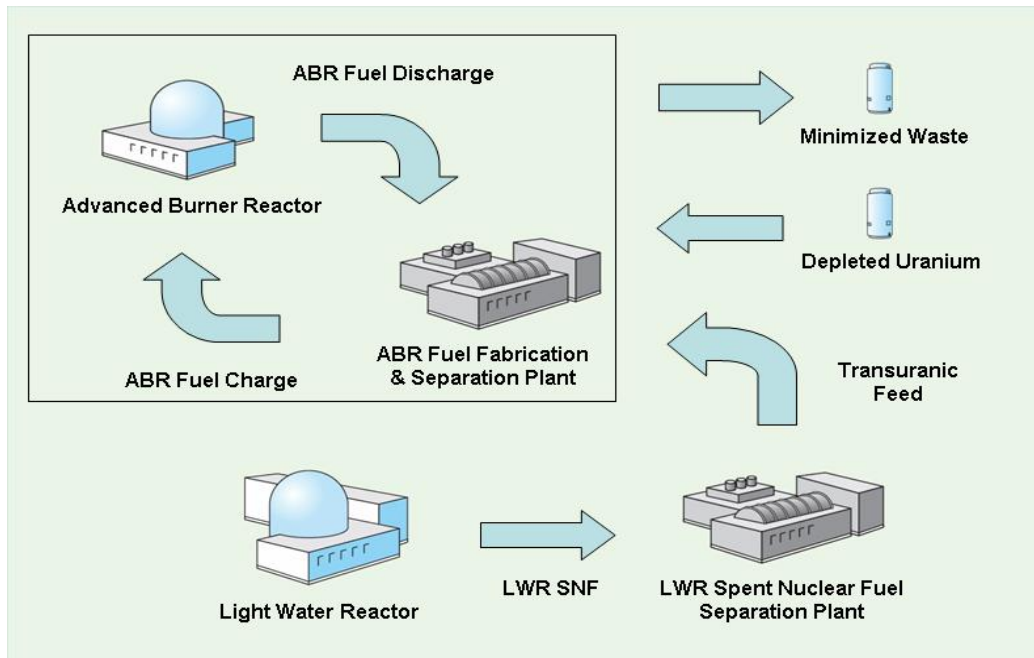 ABR Fuel Discharge
Advanced Burner Reactor
ABR Fuel Fabrication
& Separation Plant
ABR Fuel Charge
Minimized Waste
Depleted Uranium
Transuranic
Feed
Light Water Reactor
LWR SNF
LWR Spent Nuclear Fuel
Separation Plant